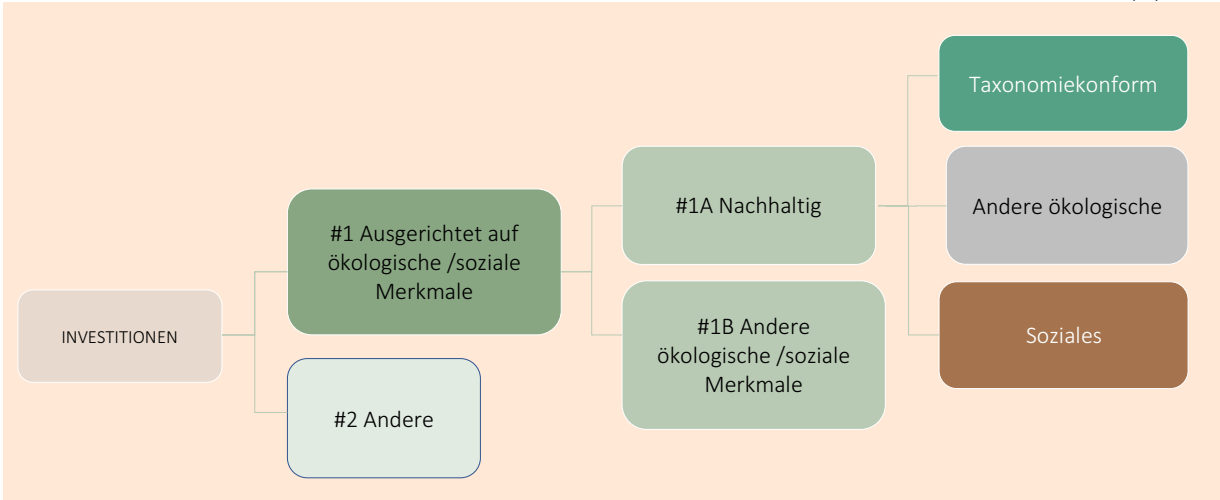 INVESTITIONEN
#1 Ausgerichtet auf
ökologische /soziale
Merkmale
#2 Andere
#1A Nachhaltig
#1B Andere
ökologische /soziale
Merkmale
Taxonomiekonform
Andere ökologische
Soziales